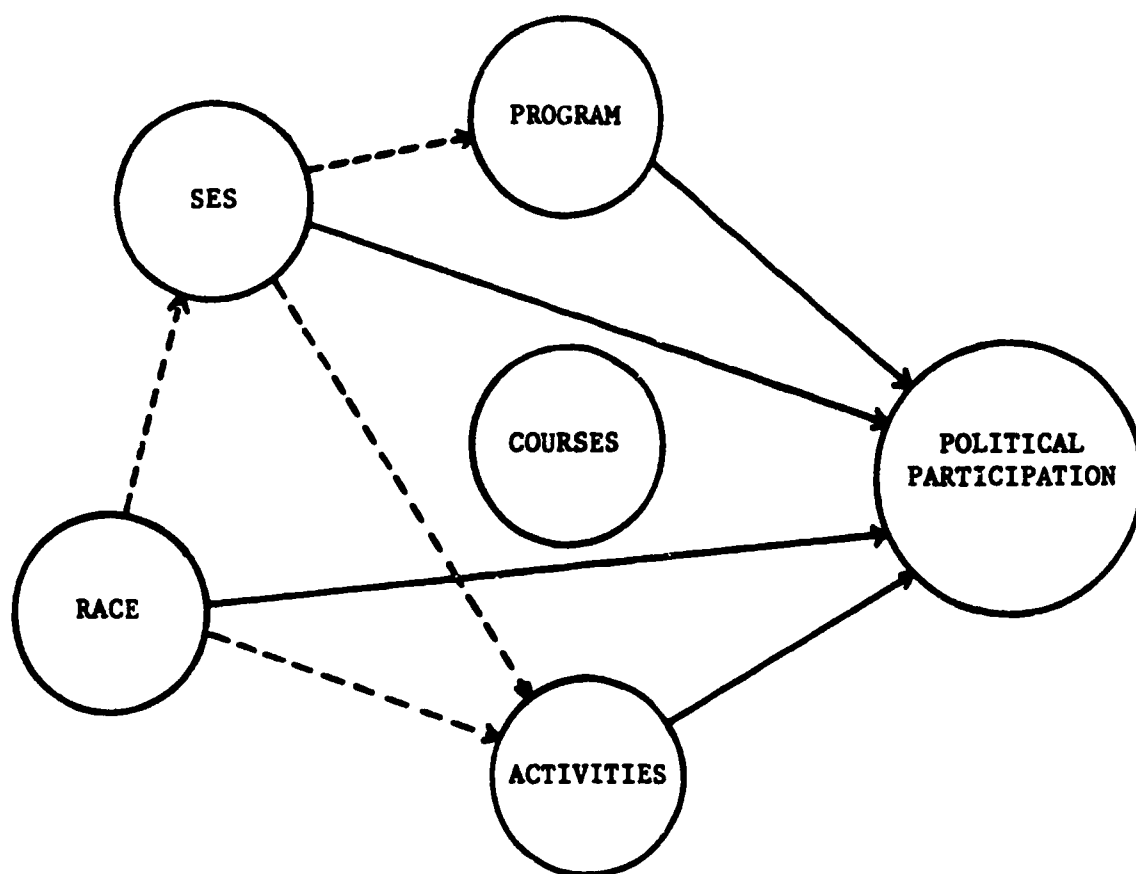 PROGRAM
SES
COURSES
POLITICAL
PARTICIPATION
RACE
ACTIVITIES